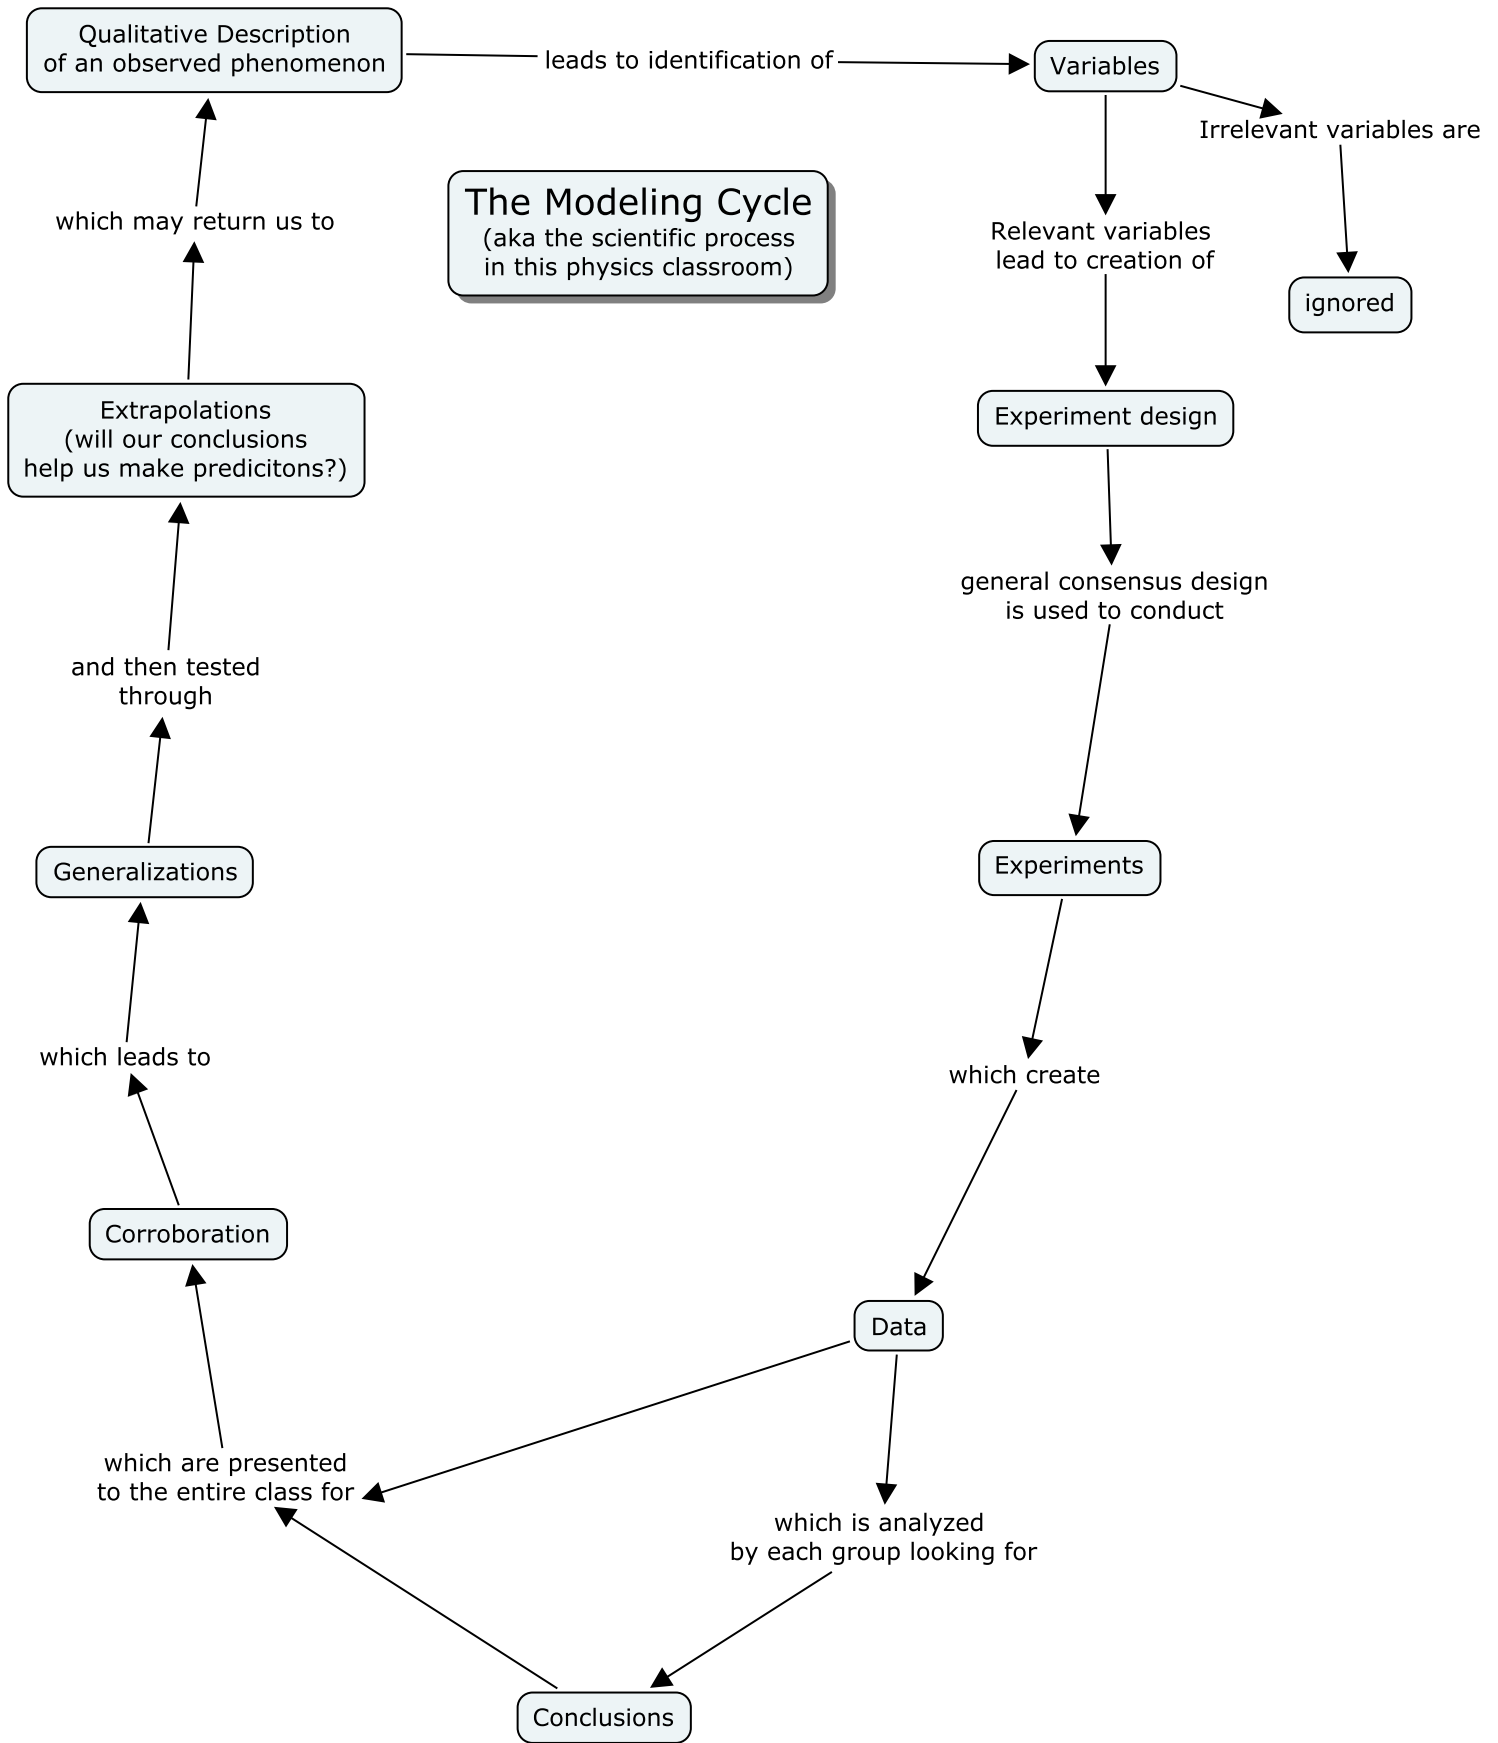 Qualitative Description
of an observed phenomenon
leads to identification of
Variables
Irrelevant variables are
ignored
The Modeling Cycle
(aka the scientific process
in this physics classroom)
Relevant variables
lead to creation of
Experiment design
general consensus design
is used to conduct
Experiments
which create
Data
which is analyzed
by each group looking for
Conclusions
which are presented
to the entire class for
Corroboration
which leads to
Generalizations
and then tested
through
Extrapolations
(will our conclusions
help us make predicitons?)
which may return us to